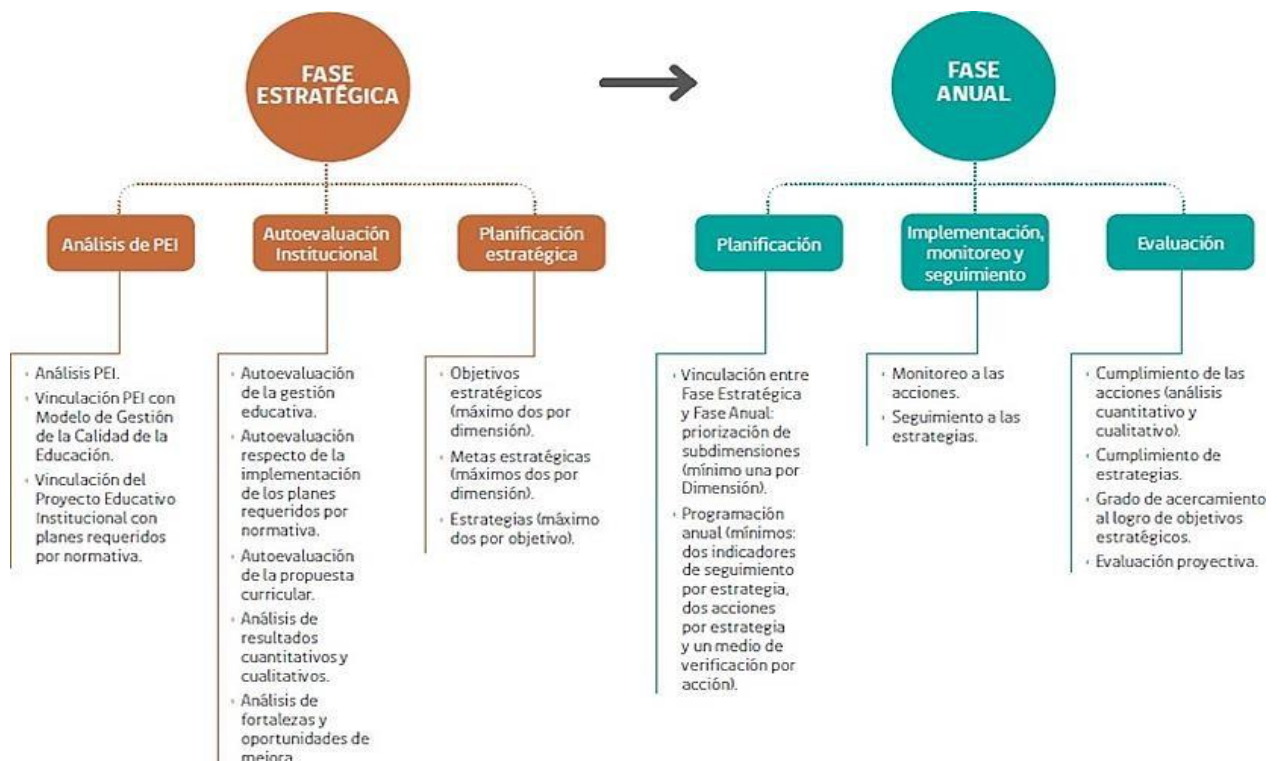 FASE
ESTRATÉGICA
Análisis de PEI
Autoevaluación
Institucional
Planificación
estratégica
· Análisis PEI.
· Vinculación PEI con
Modelo de Gestión
de la Calidad de la
Educación.
· Vinculación del
Proyecto Educativo
Institucional con
planes requeridos
por normativa.
· Autoevaluación
de la gestión
educativa.
· Autoevaluación
respecto de la
implementación
de los planes
requeridos por
normativa.
· Autoevaluación
de la propuesta
curricular.
· Análisis de
resultados
cuantitativos y
cualitativos.
· Análisis de
fortalezas y
oportunidades de
mejora
· Objetivos
estratégicos
(máximo dos por
dimensión).
· Metas estratégicas
(máximos dos por
dimensión).
· Estrategias (máximo
dos por objetivo).
FASE
ANUAL
Planificación
Implementación,
monitoreo y
seguimiento
Evaluación
· Vinculación entre
Fase Estratégica
y Fase Anual:
priorización de
subdimensiones
(mínimo una por
Dimensión).
· Programación
anual (mínimos:
dos indicadores
de seguimiento
por estrategia,
dos acciones
por estrategia
y un medio de
verificación por
acción).
· Monitoreo a las
acciones.
· Seguimiento a las
estrategias.
· Cumplimiento de las
acciones (análisis
cuantitativo y
cualitativo).
· Cumplimiento de
estrategias.
· Grado de acercamiento
al logro de objetivos
estratégicos.
· Evaluación proyectiva.